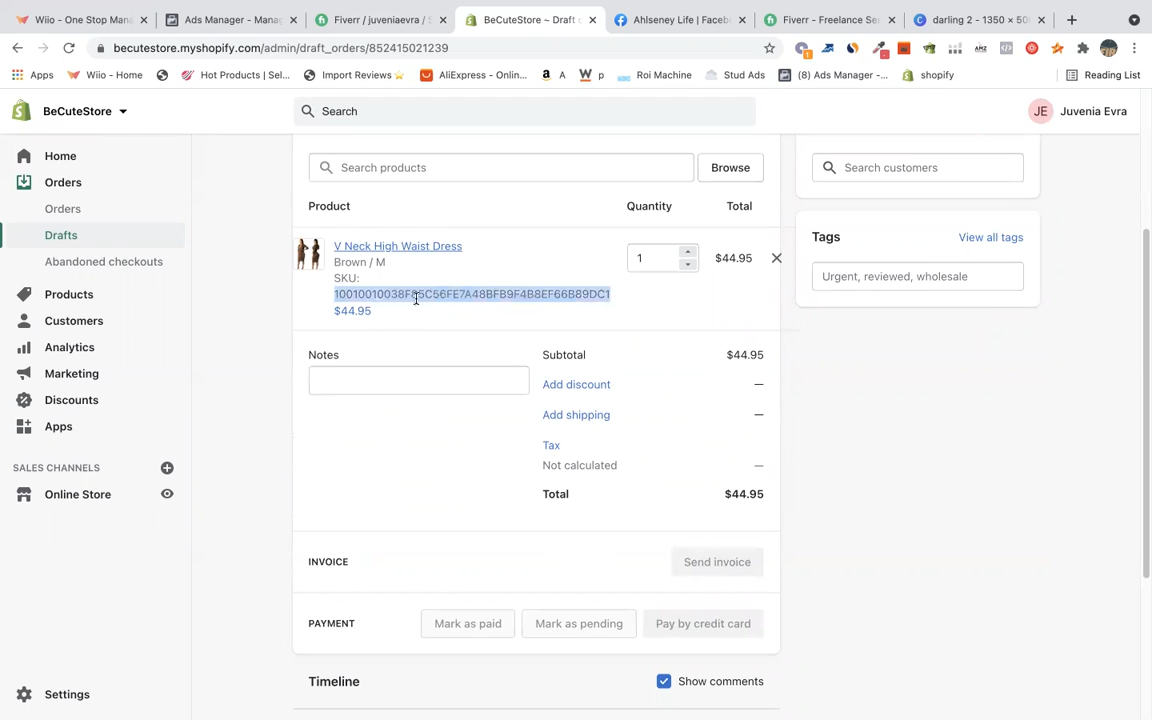 Wiio - One Stop Mana
Ads Manager - Manag
Fiverr / juveniaevra / S
BeCuteStore ~ Draft o
Ahlseney Life | Facebo
Fiverr - Freelance Ser
darling 2 - 1350 × 50
becutestore.myshopify.com/admin/draft_orders/852415021239
Apps
Wiio - Home
Hot Products | Sel...
Import Reviews
AliExpress - Onlin...
A
p
Roi Machine
Stud Ads
(8) Ads Manager -...
shopify
Reading List
BeCuteStore
Search
JE
Juvenia Evra
Home
Orders
Orders
Drafts
Abandoned checkouts
Products
Customers
Analytics
Marketing
Discounts
Apps
SALES CHANNELS
Online Store
Settings
Search products
Browse
Product
Quantity
Total
V Neck High Waist Dress
Brown / M
SKU:
10010010038F85C56FE7A48BFB9F4B8EF66B89DC1
$44.95
1
$44.95
Notes
Subtotal
$44.95
Add discount
—
Add shipping
—
Tax
Not calculated
—
Total
$44.95
INVOICE
Send invoice
PAYMENT
Mark as paid
Mark as pending
Pay by credit card
Timeline
Show comments
Search customers
Tags
View all tags
Urgent, reviewed, wholesale